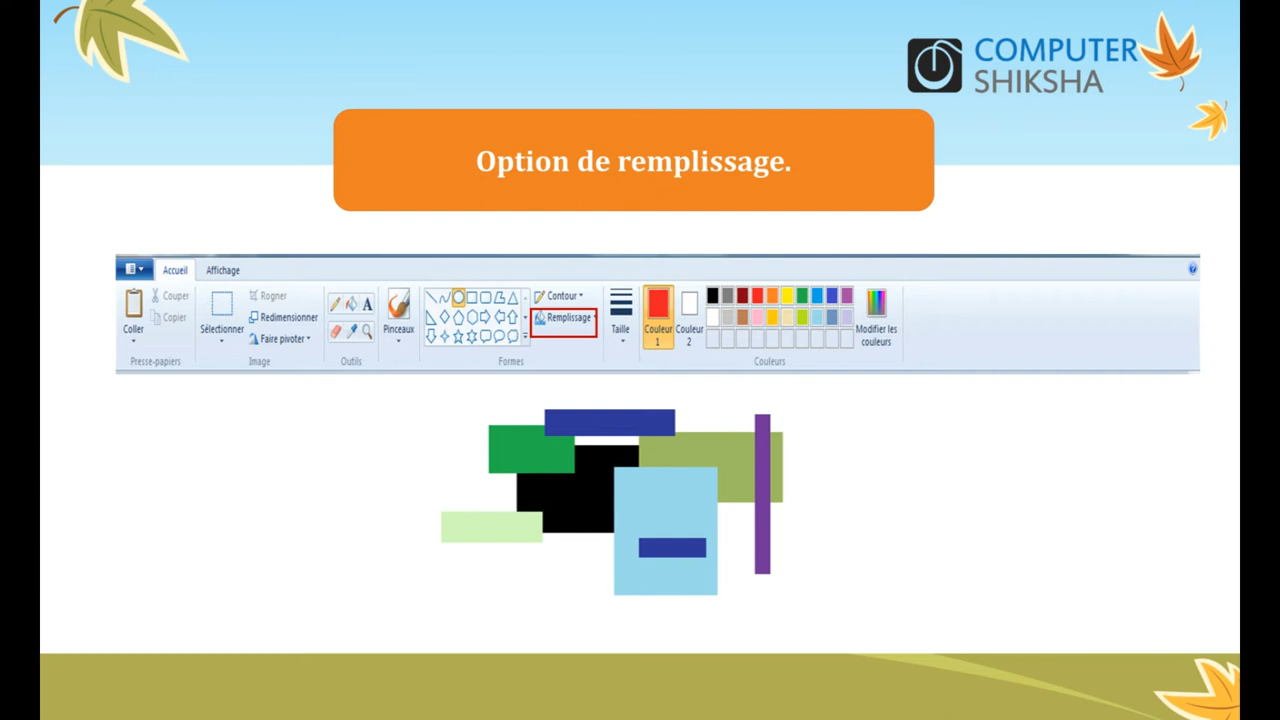 COMPUTER
SHIKSHA
Option de remplissage.
Accueil Affichage
Coller
Couper
Copier
Presse-papiers
Sélectionner
Rogner
Redimensionner
Faire pivoter
Image
A
Outils
Pinceaux
Contour
Remplissage
Formes
Taille
Couleur
1
Couleur
2
Modifier les
couleurs
Couleurs